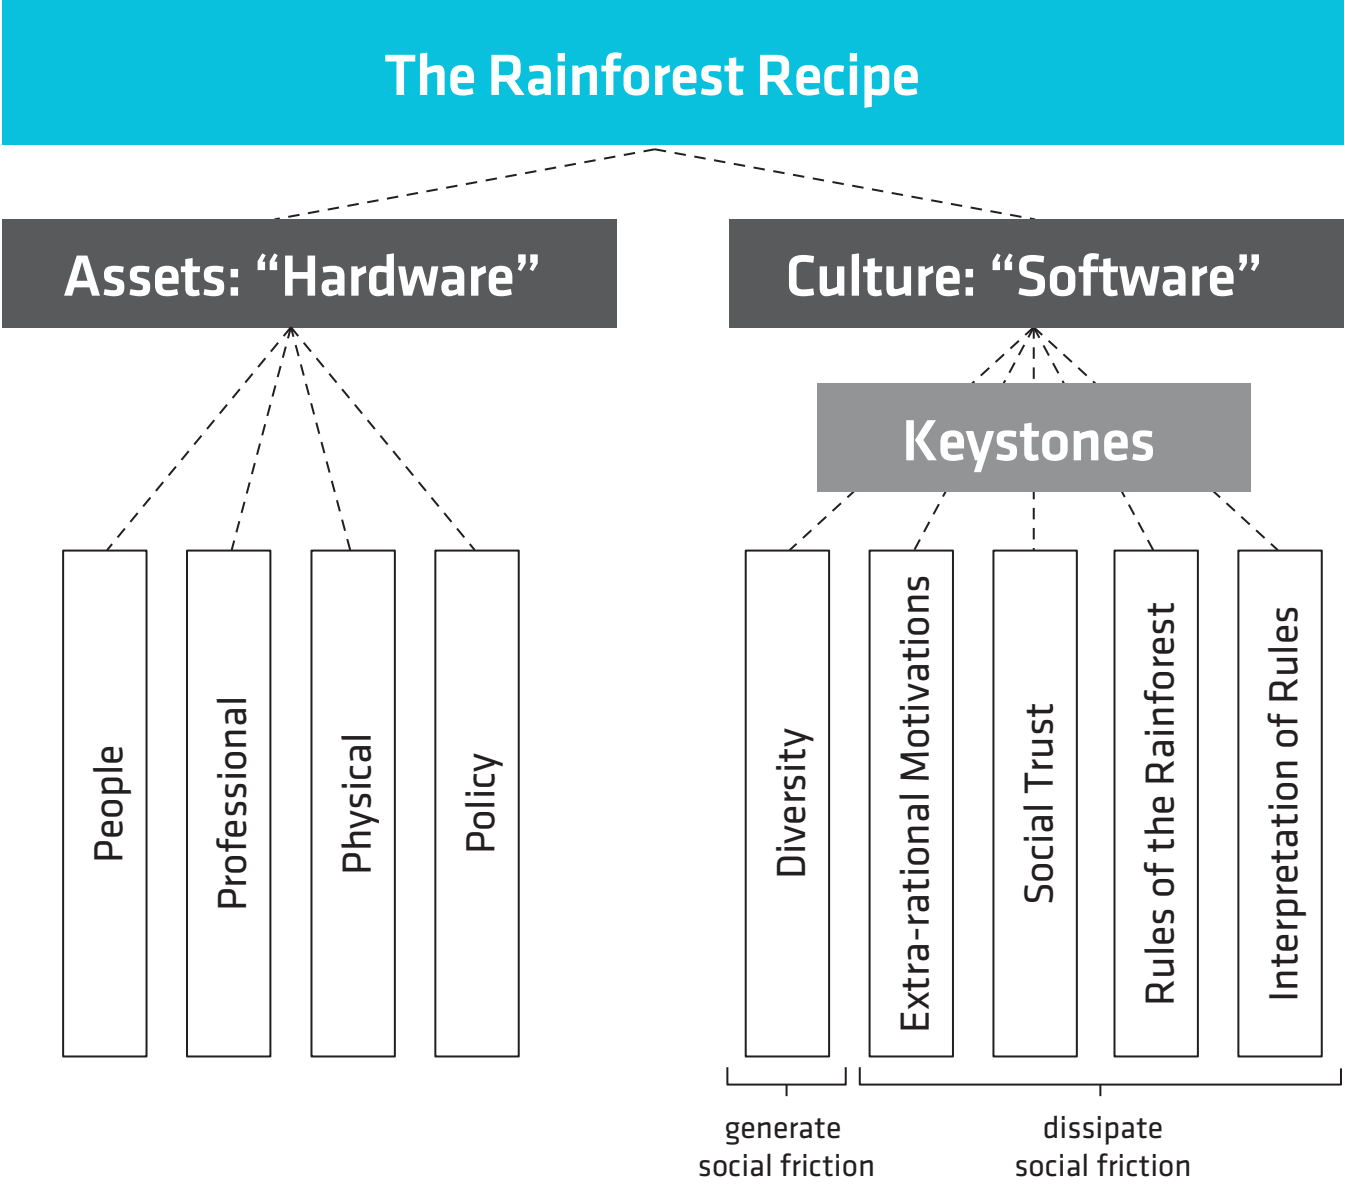 The Rainforest Recipe
Assets: “Hardware”
Culture: “Software”
Keystones
People
Professional
Physical
Policy
Diversity
Extra-rational Motivations
Social Trust
Rules of the Rainforest
Interpretation of Rules
generate
social friction
dissipate
social friction